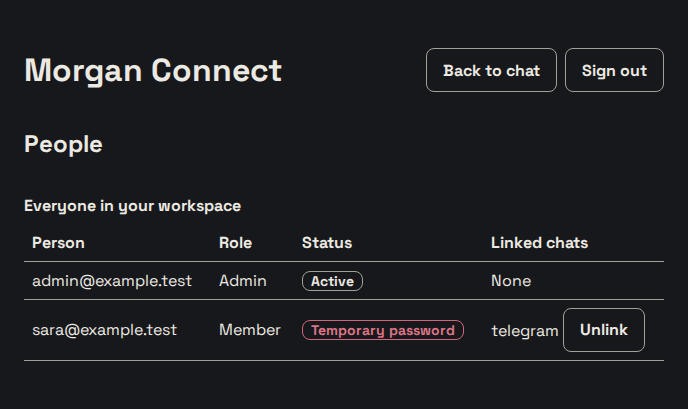 Morgan Connect Back to chat Sign out
People
Everyone in your workspace
Person Role Status Linked chats
admin@example.test Admin Active None
sara@example.test Member Temporary password telegram Unlink